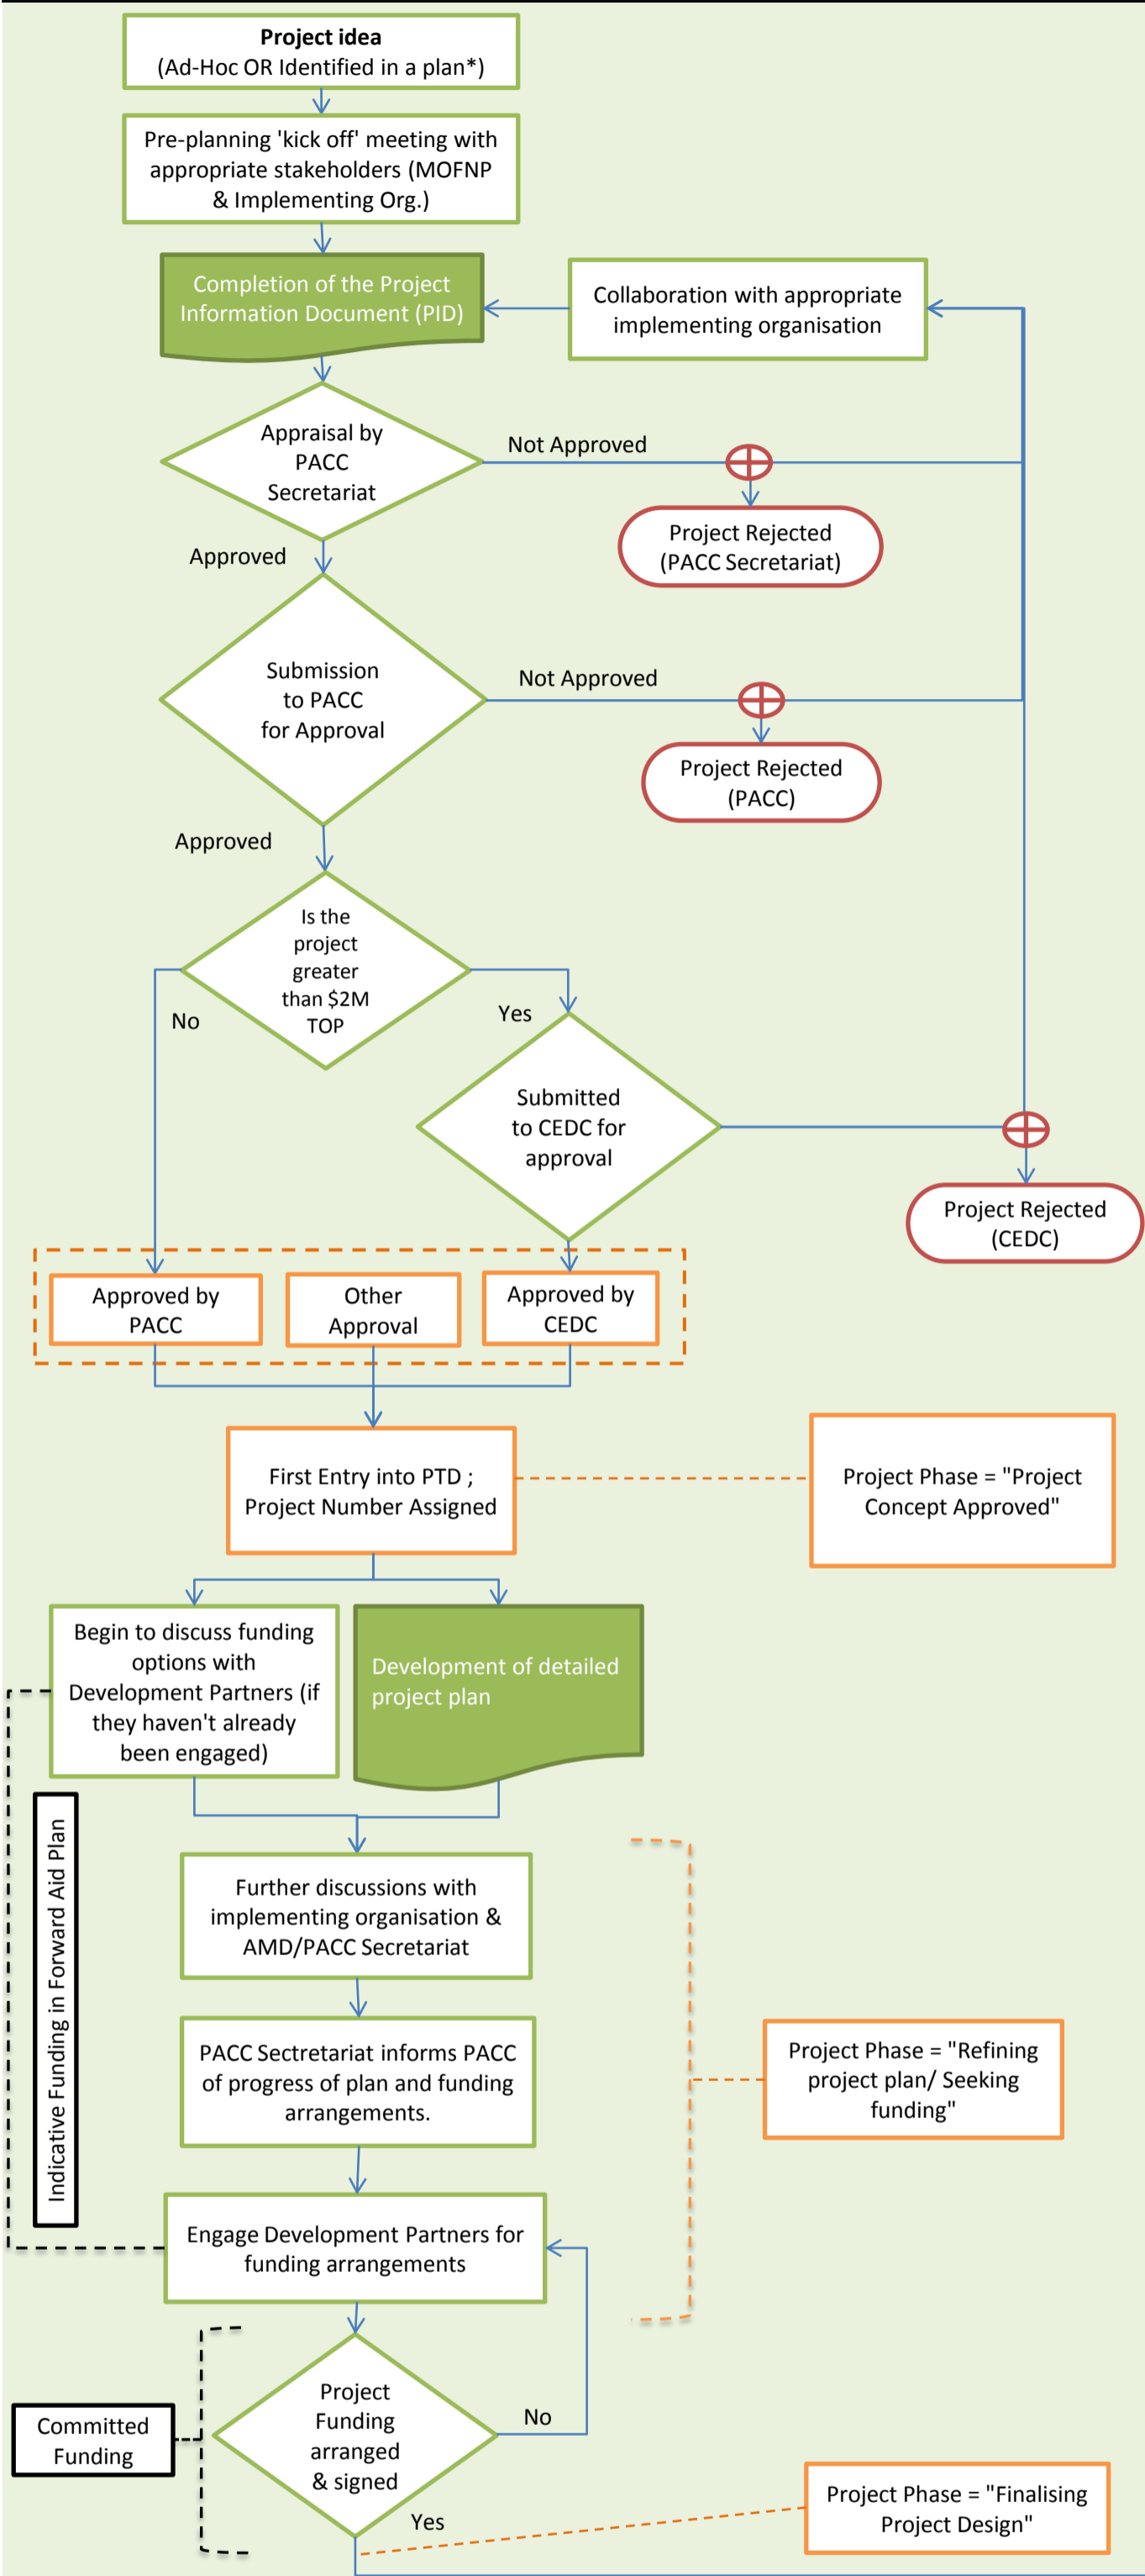 Project idea
(Ad-Hoc OR Identified in a plan*)
Pre-planning 'kick off' meeting with
appropriate stakeholders (MOFNP
& Implementing Org.)
Completion of the Project
Information Document (PID)
Collaboration with appropriate
implementing organisation
Appraisal by
PACC
Secretariat
Not Approved
Project Rejected
(PACC Secretariat)
Approved
Submission
to PACC
for Approval
Not Approved
Project Rejected
(PACC)
Approved
Is the
project
greater
than $2M
TOP
No
Yes
Submitted
to CEDC for
approval
Project Rejected
(CEDC)
Approved by
PACC
Other
Approval
Approved by
CEDC
First Entry into PTD ;
Project Number Assigned
Project Phase = "Project
Concept Approved"
Begin to discuss funding
options with
Development Partners (if
they haven't already
been engaged)
Development of detailed
project plan
Indicative Funding in Forward Aid Plan
Further discussions with
implementing organisation &
AMD/PACC Secretariat
PACC Sectretariat informs PACC
of progress of plan and funding
arrangements.
Project Phase = "Refining
project plan/ Seeking
funding"
Engage Development Partners for
funding arrangements
Project
Funding
arranged
& signed
No
Committed
Funding
Yes
Project Phase = "Finalising
Project Design"